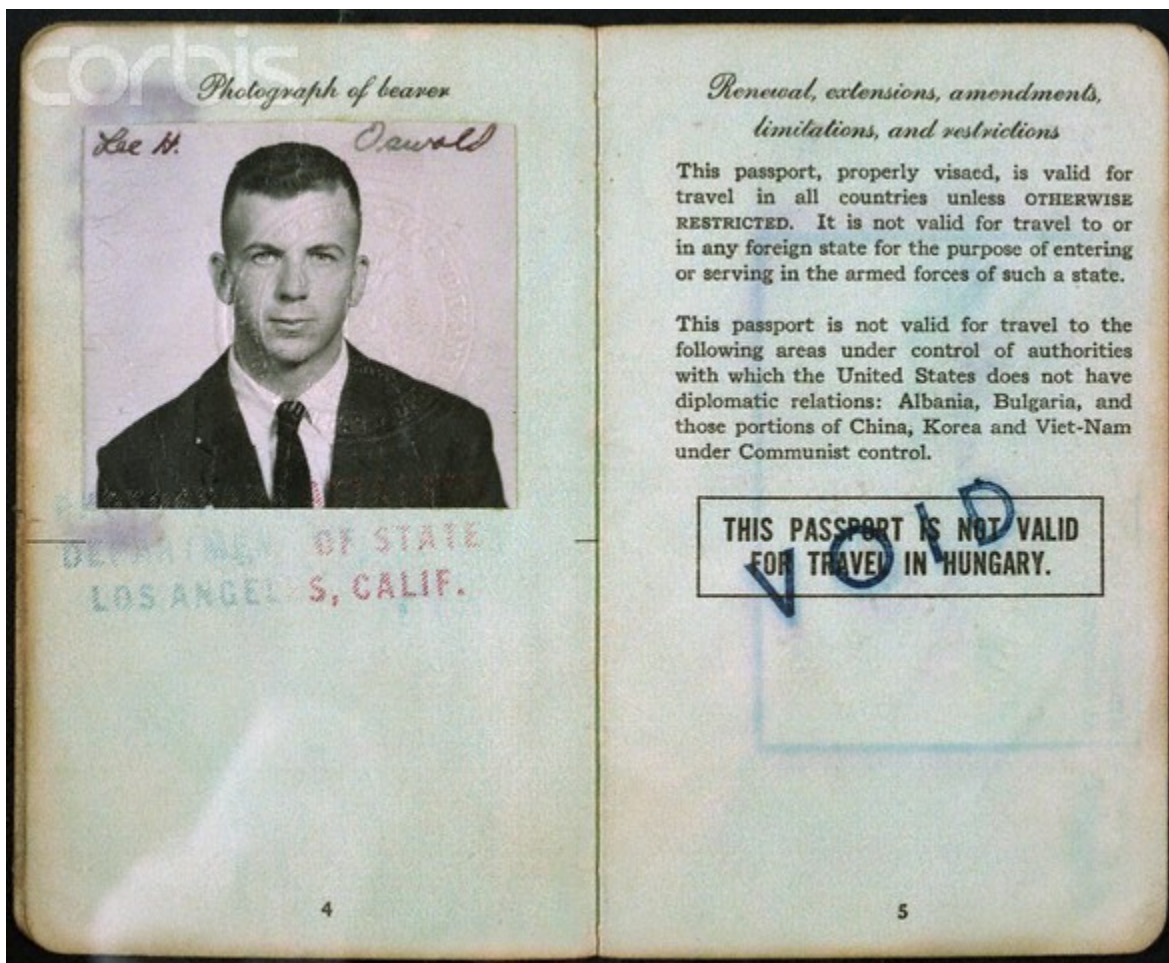 corbis
Photograph of bearer
Lee H. Oswald
DEPARTMENT OF STATE
LOS ANGELES, CALIF.
4
Renewal, extensions, amendments,
limitations, and restrictions
This passport, properly visaed, is valid for
travel in all countries unless OTHERWISE
RESTRICTED. It is not valid for travel to or
in any foreign state for the purpose of entering
or serving in the armed forces of such a state.
This passport is not valid for travel to the
following areas under control of authorities
with which the United States does not have
diplomatic relations: Albania, Bulgaria, and
those portions of China, Korea and Viet-Nam
under Communist control.
THIS PASSPORT IS NOT VALID
FOR TRAVEL IN HUNGARY.
VOID
5